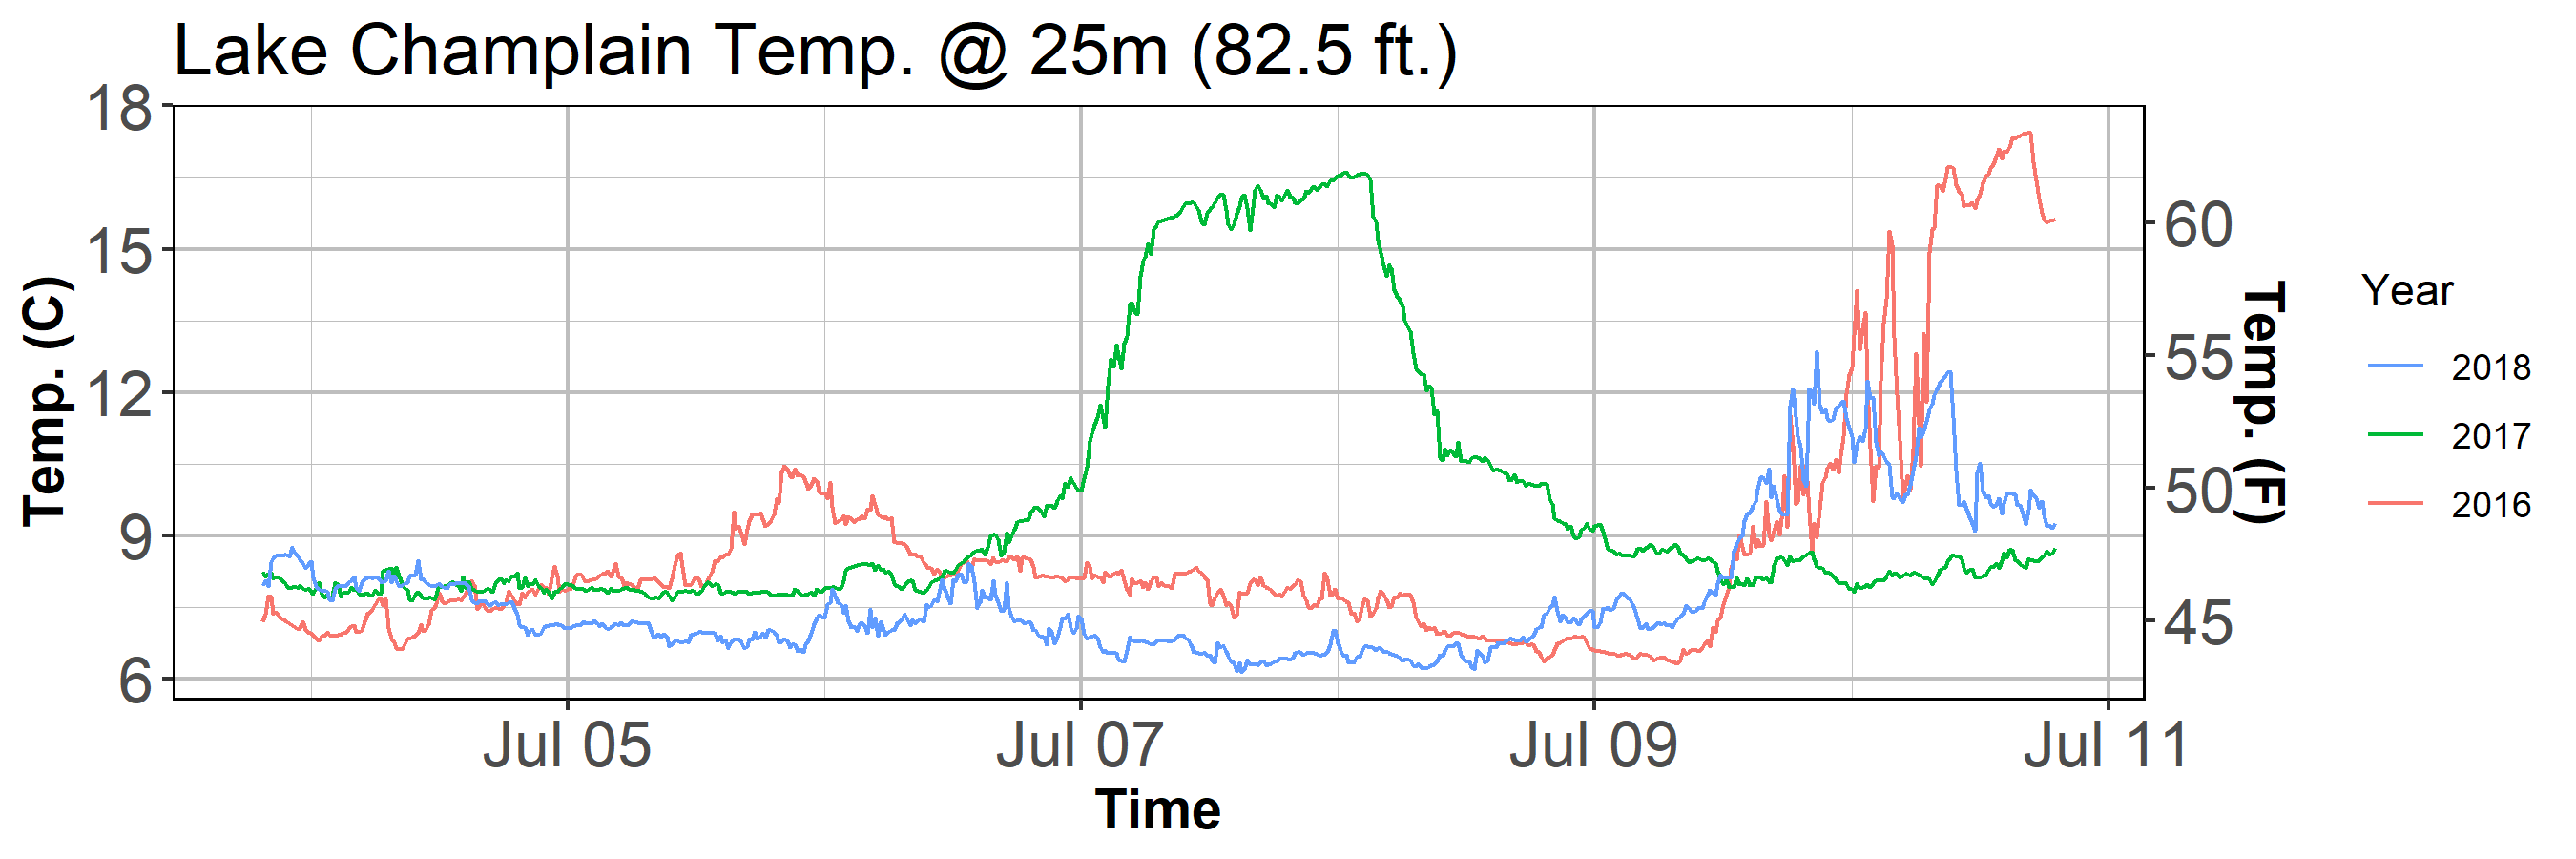 Lake Champlain Temp. @ 25m (82.5 ft.)
18
15
12
9
6
Temp. (C)
60
55
50
45
Temp. (F)
Jul 05
Jul 07
Jul 09
Jul 11
Time
Year
2018
2017
2016